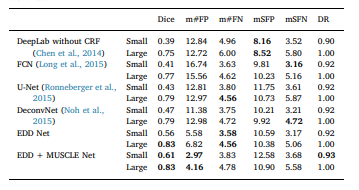 Dice m#FP m#FN mSFP mSFN DR
DeepLab without CRF Small 0.39 12.84 4.96 8.16 3.52 0.90
(Chen et al., 2014) Large 0.75 12.72 6.00 8.52 5.80 1.00
FCN (Long et al., 2015) Small 0.41 16.74 3.63 9.81 3.16 0.92
Large 0.77 15.56 4.62 10.23 5.16 1.00
U-Net (Ronneberger et al., Small 0.43 12.81 3.80 11.75 3.61 0.92
2015) Large 0.79 12.97 4.56 10.73 5.87 1.00
DeconvNet (Noh et al., Small 0.47 11.38 3.75 10.21 3.21 0.92
2015) Large 0.79 12.98 4.72 9.92 4.72 1.00
EDD Net Small 0.56 5.58 3.58 10.59 3.17 0.92
Large 0.83 6.82 4.56 10.38 5.06 1.00
EDD + MUSCLE Net Small 0.61 2.97 3.83 12.58 3.68 0.93
Large 0.83 4.16 4.78 10.90 5.58 1.00